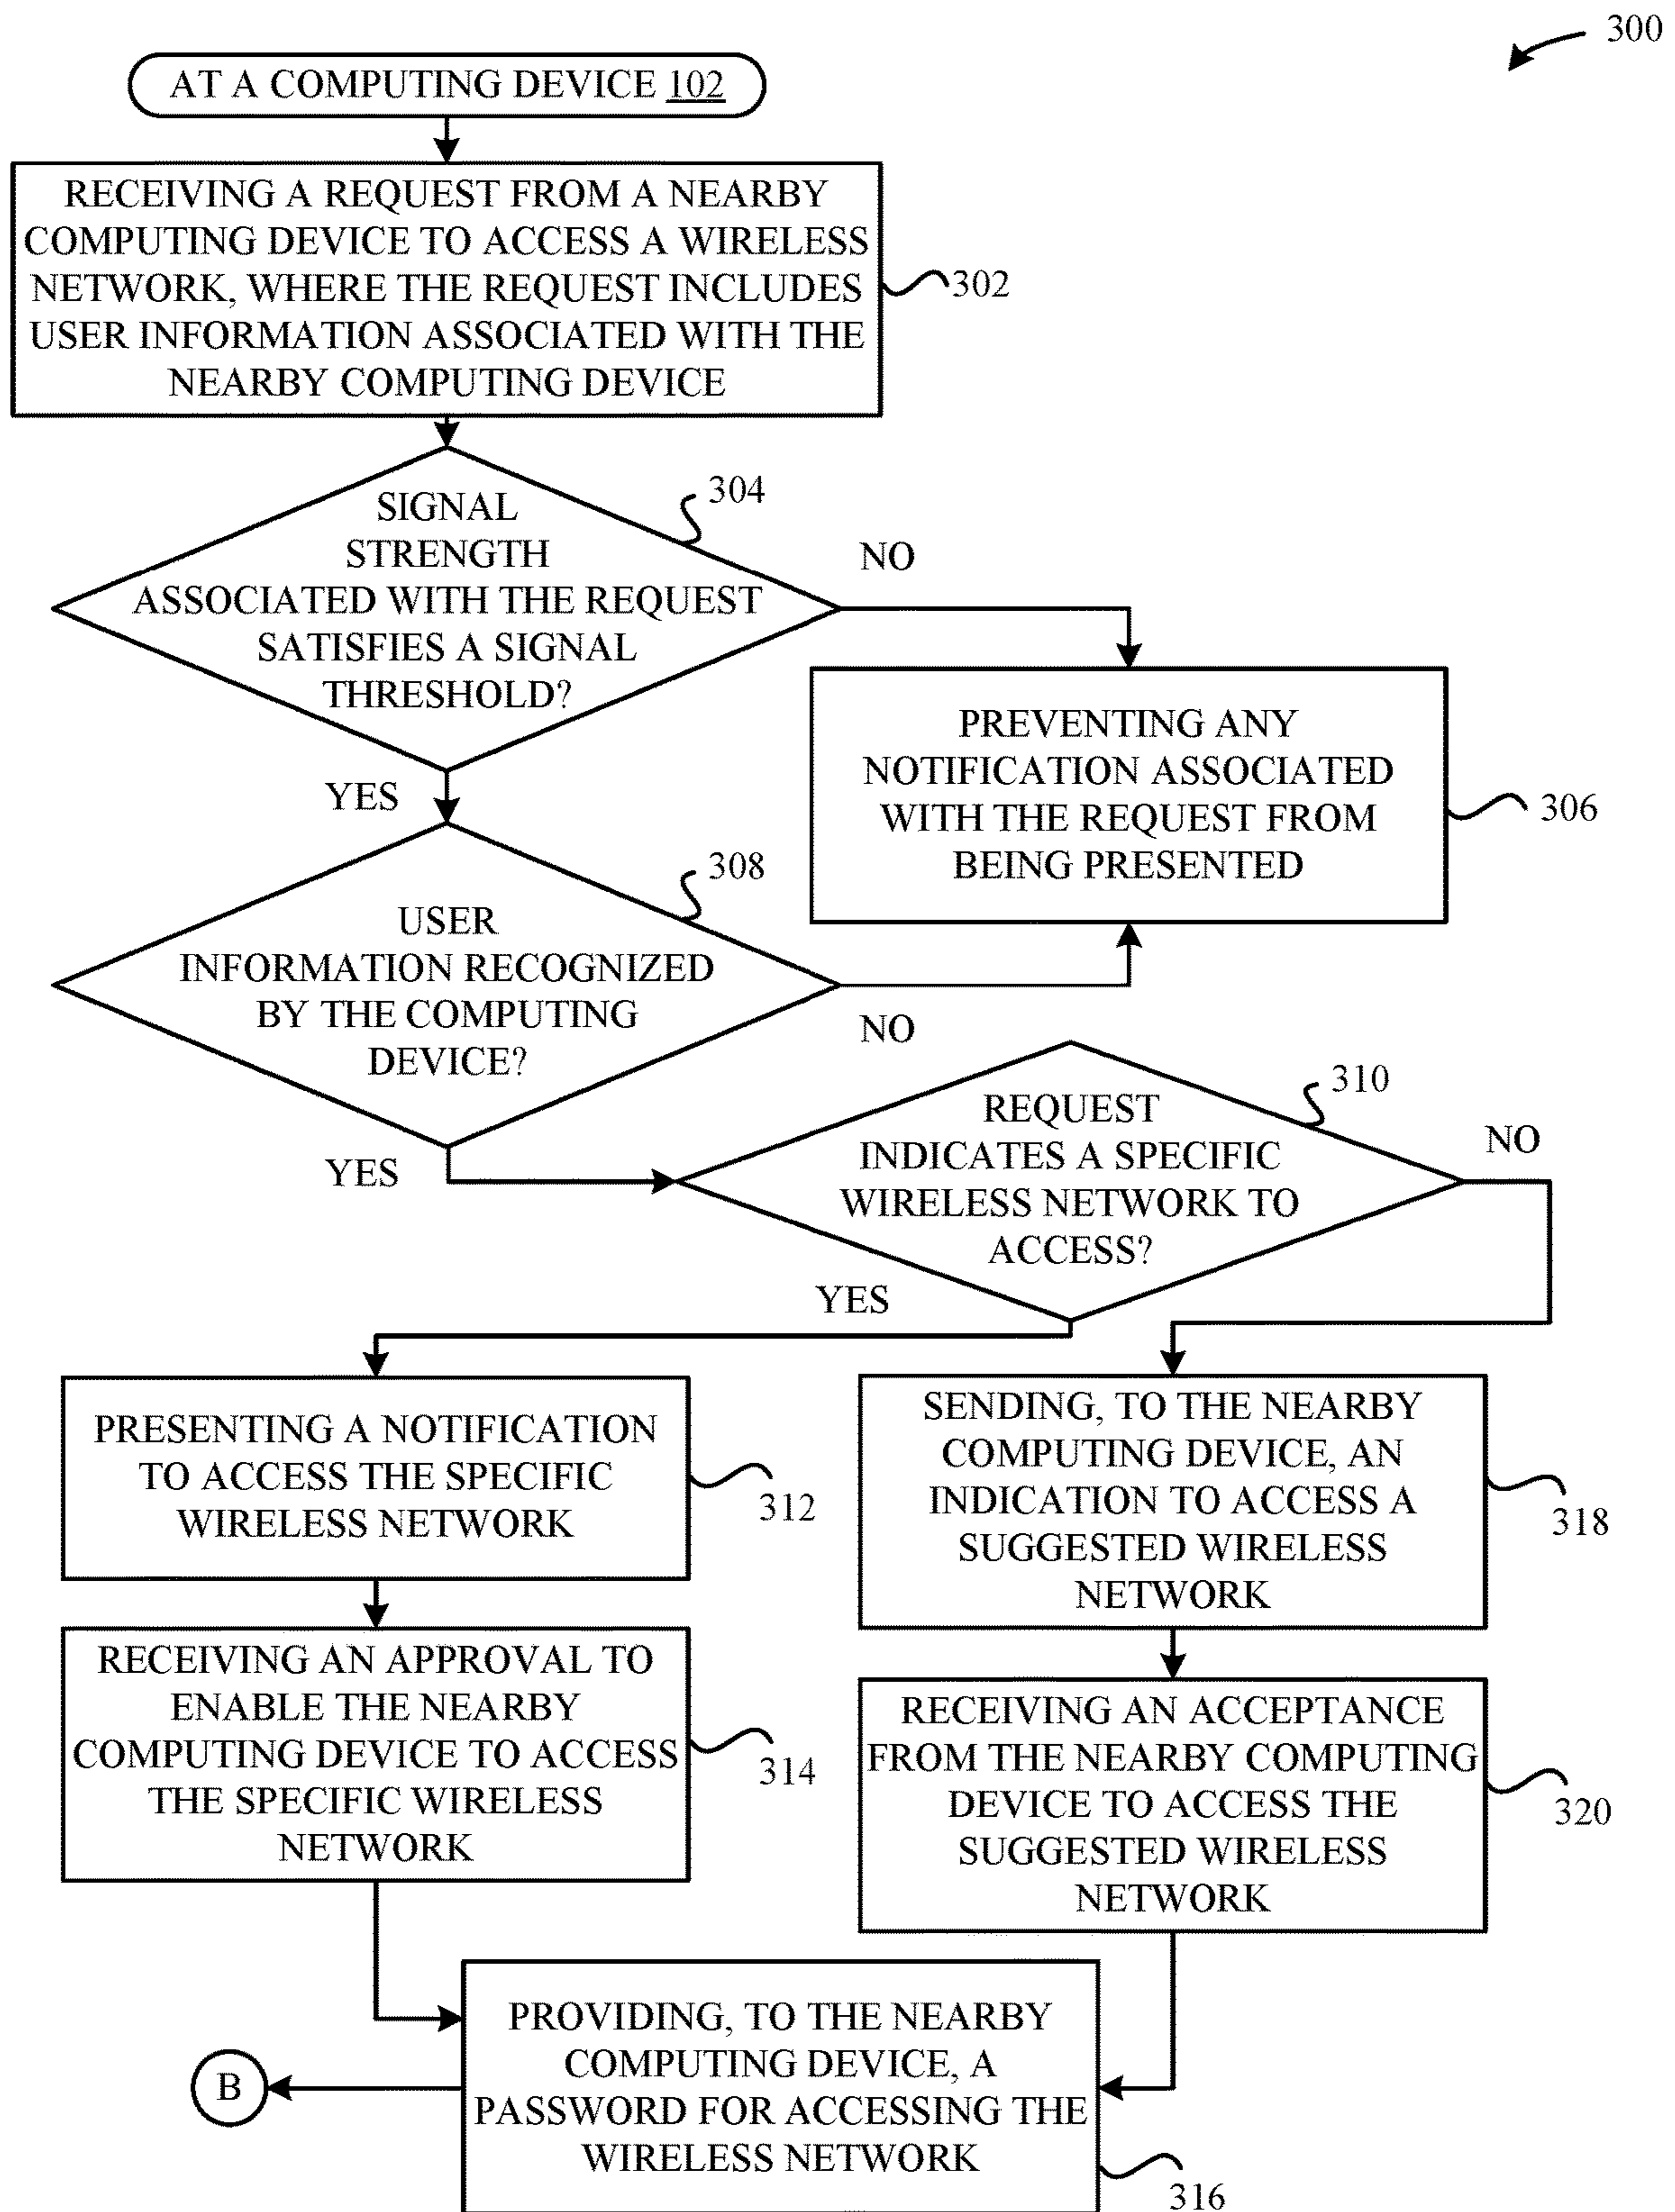 300
AT A COMPUTING DEVICE 102
RECEIVING A REQUEST FROM A NEARBY
COMPUTING DEVICE TO ACCESS A WIRELESS
NETWORK, WHERE THE REQUEST INCLUDES
USER INFORMATION ASSOCIATED WITH THE
NEARBY COMPUTING DEVICE
302
SIGNAL
STRENGTH
ASSOCIATED WITH THE REQUEST
SATISFIES A SIGNAL
THRESHOLD?
304
NO
YES
PREVENTING ANY
NOTIFICATION ASSOCIATED
WITH THE REQUEST FROM
BEING PRESENTED
306
USER
INFORMATION RECOGNIZED
BY THE COMPUTING
DEVICE?
308
NO
YES
REQUEST
INDICATES A SPECIFIC
WIRELESS NETWORK TO
ACCESS?
310
NO
YES
PRESENTING A NOTIFICATION
TO ACCESS THE SPECIFIC
WIRELESS NETWORK
312
RECEIVING AN APPROVAL TO
ENABLE THE NEARBY
COMPUTING DEVICE TO ACCESS
THE SPECIFIC WIRELESS
NETWORK
314
SENDING, TO THE NEARBY
COMPUTING DEVICE, AN
INDICATION TO ACCESS A
SUGGESTED WIRELESS
NETWORK
318
RECEIVING AN ACCEPTANCE
FROM THE NEARBY COMPUTING
DEVICE TO ACCESS THE
SUGGESTED WIRELESS
NETWORK
320
PROVIDING, TO THE NEARBY
COMPUTING DEVICE, A
PASSWORD FOR ACCESSING THE
WIRELESS NETWORK
316
B